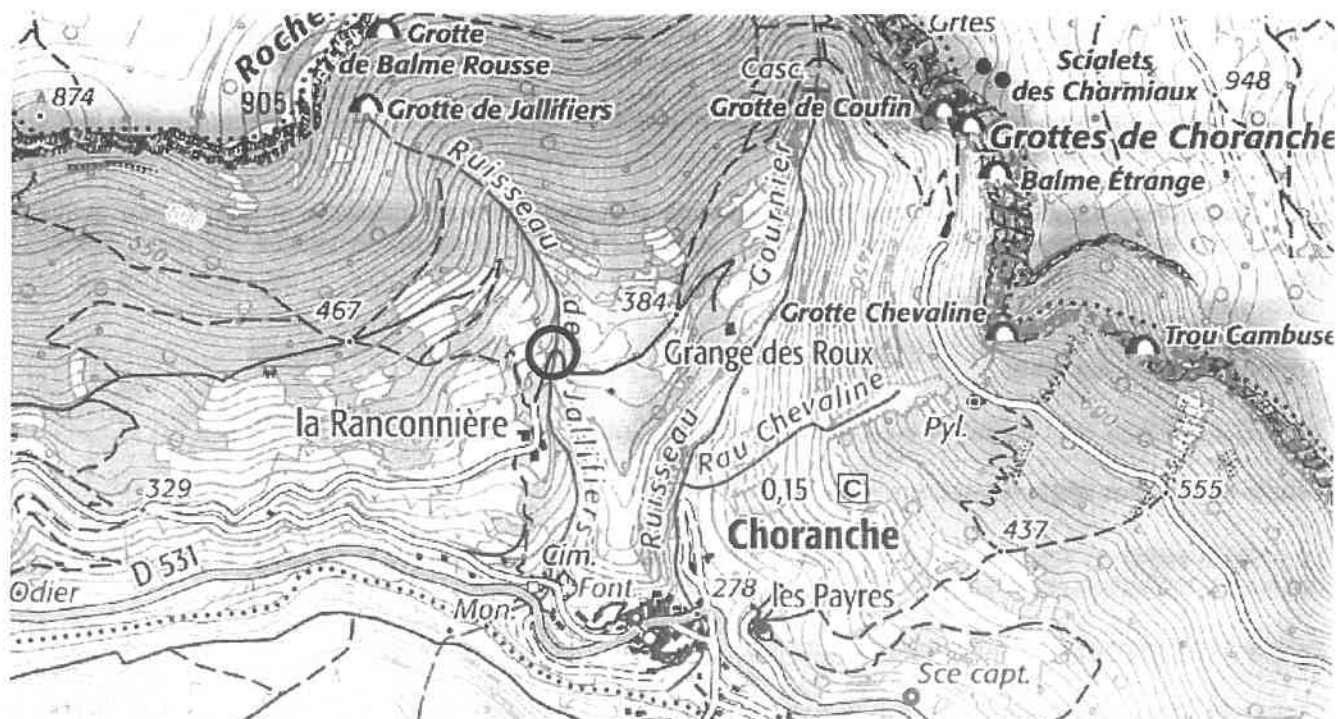 Grtes
Roche
Grotte
de Balme Rousse
Casc.
Scialets
des Charmiaux
948
874
905
Grotte de Jallifiers
Grotte de Coufin
Grottes de Choranche
Balme Étrange
Ruisseau
de
Jallifiers
Gournier
Ruisseau
467
384
Grotte Chevaline
Trou Cambuse
Grange des Roux
la Ranconnière
Rau Chevaline
Pyl.
329
0,15 C
555
Choranche
437
D 531
Cim.
Font.
278
les Payres
Odier
Mon.
Sce capt.